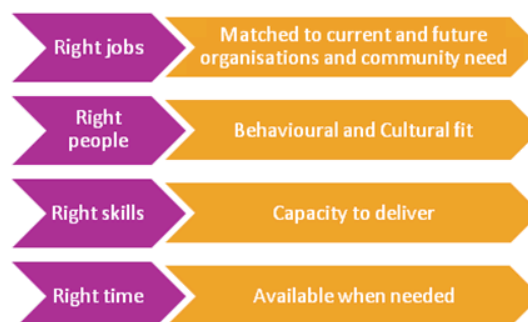 Right jobs
Matched to current and future
organisations and community need
Right
people
Behavioural and Cultural fit
Right skills
Capacity to deliver
Right time
Available when needed